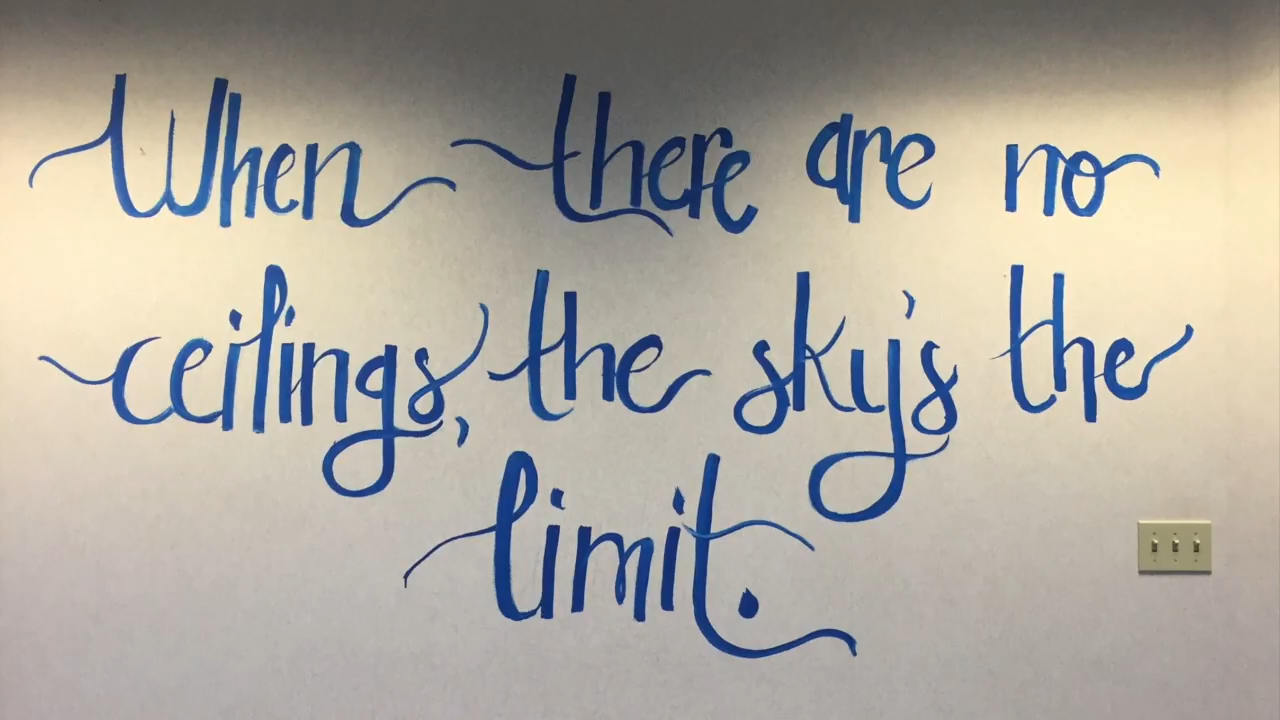 When there are no
ceilings, the sky's the
limit.